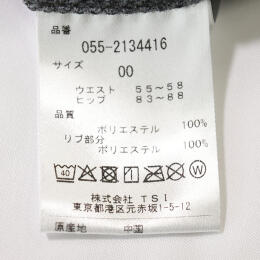 品番
055-2134416
サイズ
00
ウエスト 55～58
ヒップ 83～88
品質
ポリエステル 100%
リブ部分
ポリエステル 100%
40
P W
株式会社 TSI
東京都港区元赤坂1-5-12
原産地 中国